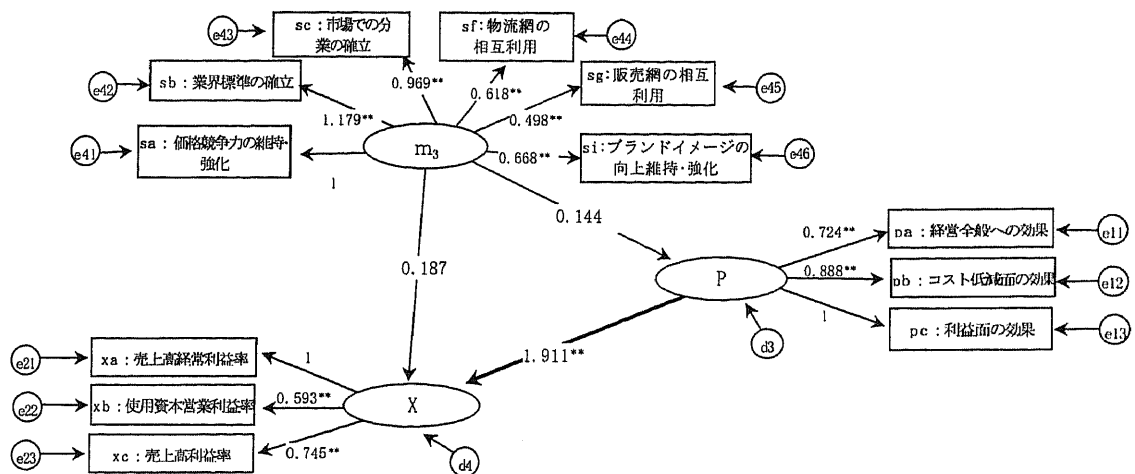 e43
sc：市場での分
業の確立
sf：物流網の
相互利用
e44
e42
sb：業界標準の確立
0.969**
0.618**
sg：販売網の相互
利用
e45
1.179**
0.498**
e41
sa：価格競争力の維持・
強化
m₃
0.668**
si：ブランドイメージの
向上維持・強化
e46
1
0.144
0.724**
pa：経営全般への効果
e11
0.187
P
0.888**
pb：コスト低減面の効果
e12
1
pc：利益面の効果
e13
d3
e21
xa：売上高経常利益率
1
1.911**
e22
xb：使用資本営業利益率
0.593**
X
e23
xc：売上高利益率
0.745**
d4